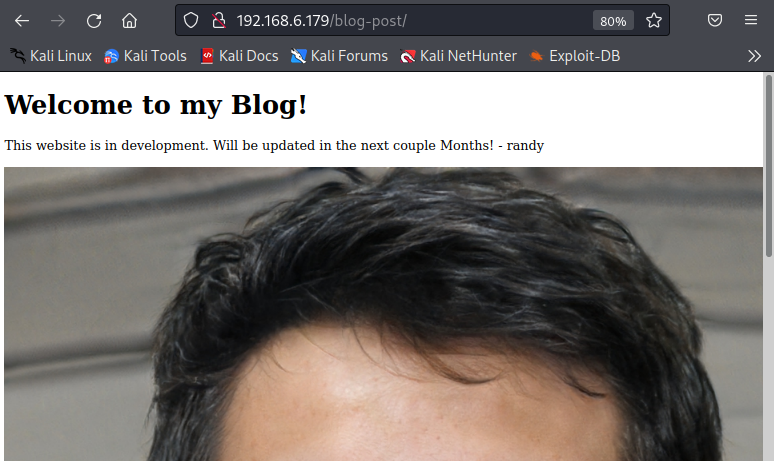 192.168.6.179/blog-post/
80%
Kali Linux
Kali Tools
Kali Docs
Kali Forums
Kali NetHunter
Exploit-DB
Welcome to my Blog!
This website is in development. Will be updated in the next couple Months! - randy